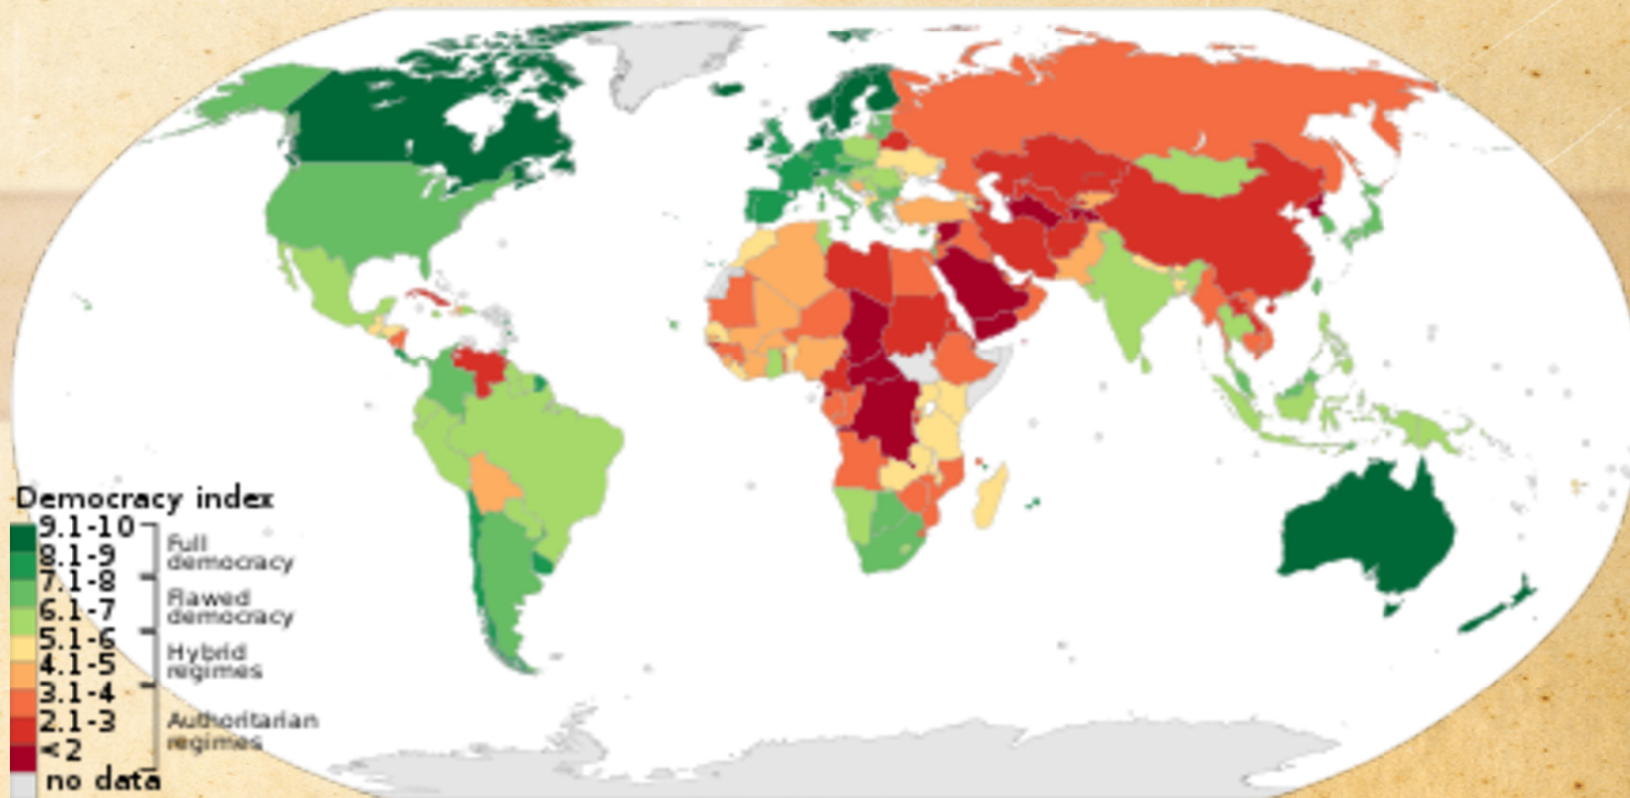 Democracy index
9.1-10
8.1-9
7.1-8
6.1-7
5.1-6
4.1-5
3.1-4
2.1-3
<2
no data
Full
democracy
Flawed
democracy
Hybrid
regimes
Authoritarian
regimes